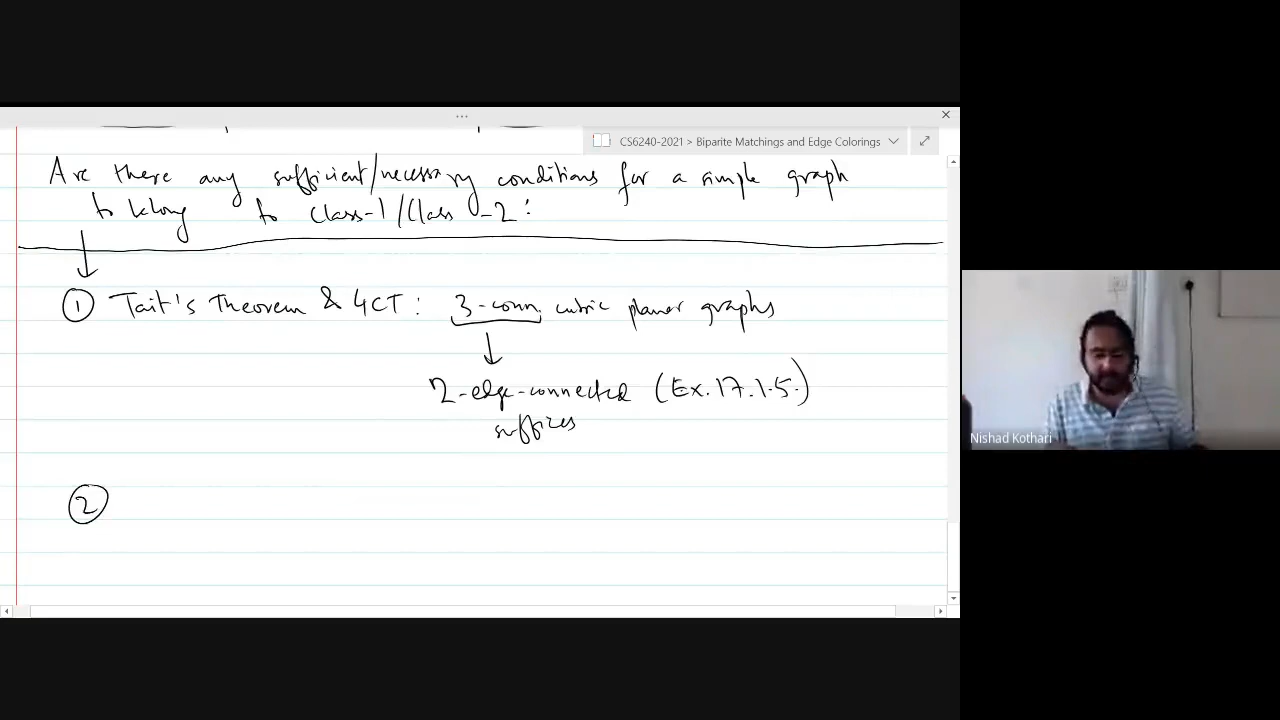 CS6240-2021 > Biparite Matchings and Edge Colorings
Are there any sufficient/necessary conditions for a simple graph
to belong to Class-1/Class-2?
① Tait's Theorem & 4CT: 3-conn. cubic planar graphs
2-edge-connected (Ex. 17.1.5.)
suffices
②
Nishad Kothari